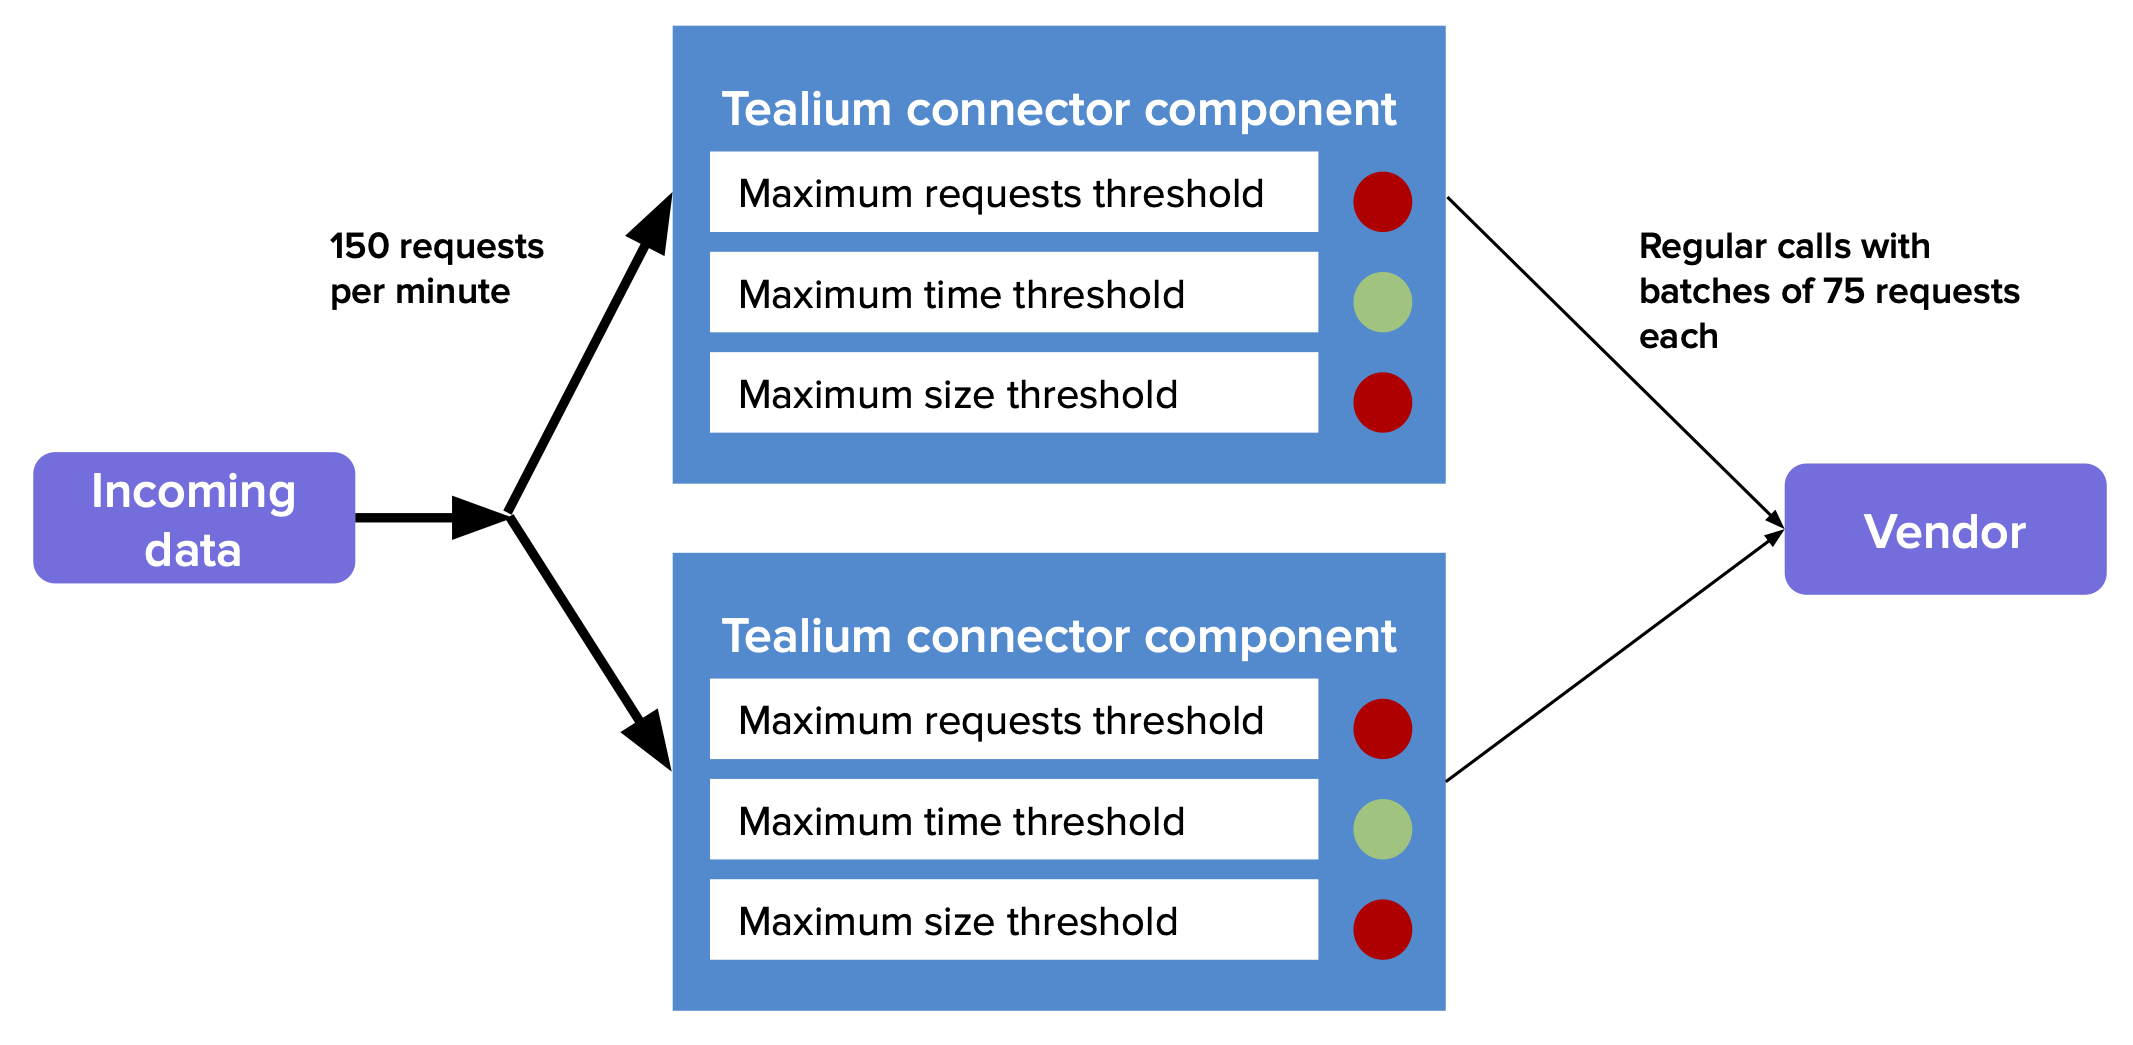 Incoming
data
150 requests
per minute
Tealium connector component
Maximum requests threshold
Maximum time threshold
Maximum size threshold
Tealium connector component
Maximum requests threshold
Maximum time threshold
Maximum size threshold
Regular calls with
batches of 75 requests
each
Vendor